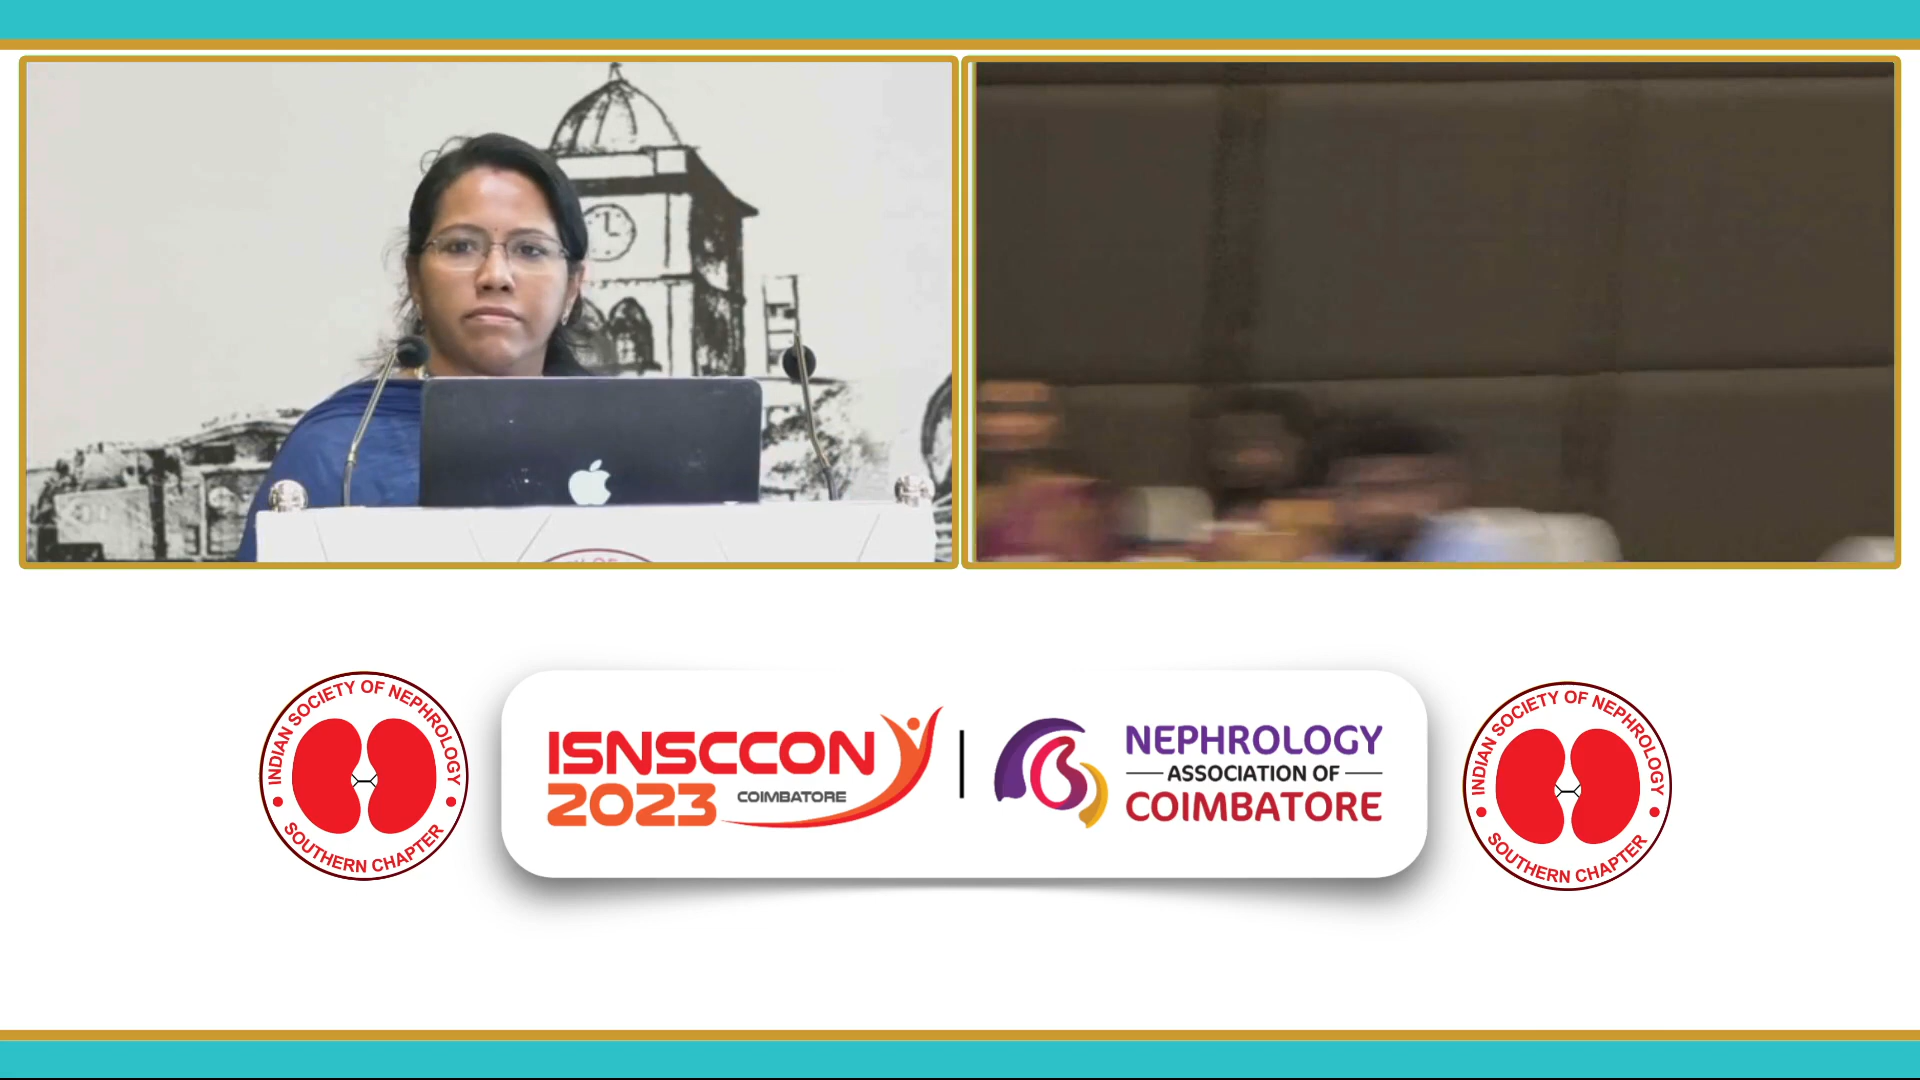 INDIAN SOCIETY OF NEPHROLOGY
SOUTHERN CHAPTER
ISNSCCON
2023 COIMBATORE
NEPHROLOGY
ASSOCIATION OF
COIMBATORE
INDIAN SOCIETY OF NEPHROLOGY
SOUTHERN CHAPTER